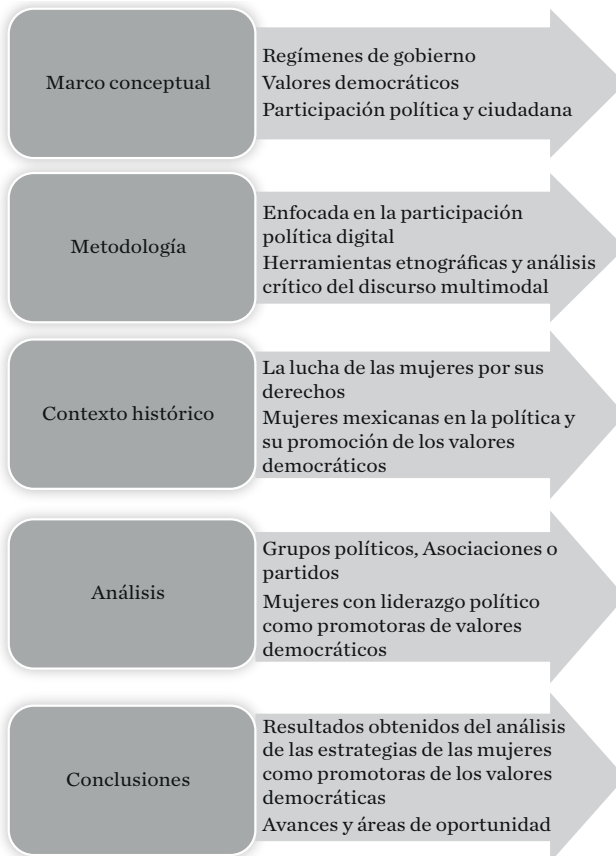 Marco conceptual
Regímenes de gobierno
Valores democráticos
Participación política y ciudadana
Metodología
Enfocada en la participación
política digital
Herramientas etnográficas y análisis
crítico del discurso multimodal
Contexto histórico
La lucha de las mujeres por sus
derechos
Mujeres mexicanas en la política y
su promoción de los valores
democráticos
Análisis
Grupos políticos, Asociaciones o
partidos
Mujeres con liderazgo político
como promotoras de valores
democráticos
Conclusiones
Resultados obtenidos del análisis
de las estrategias de las mujeres
como promotoras de los valores
democráticas
Avances y áreas de oportunidad